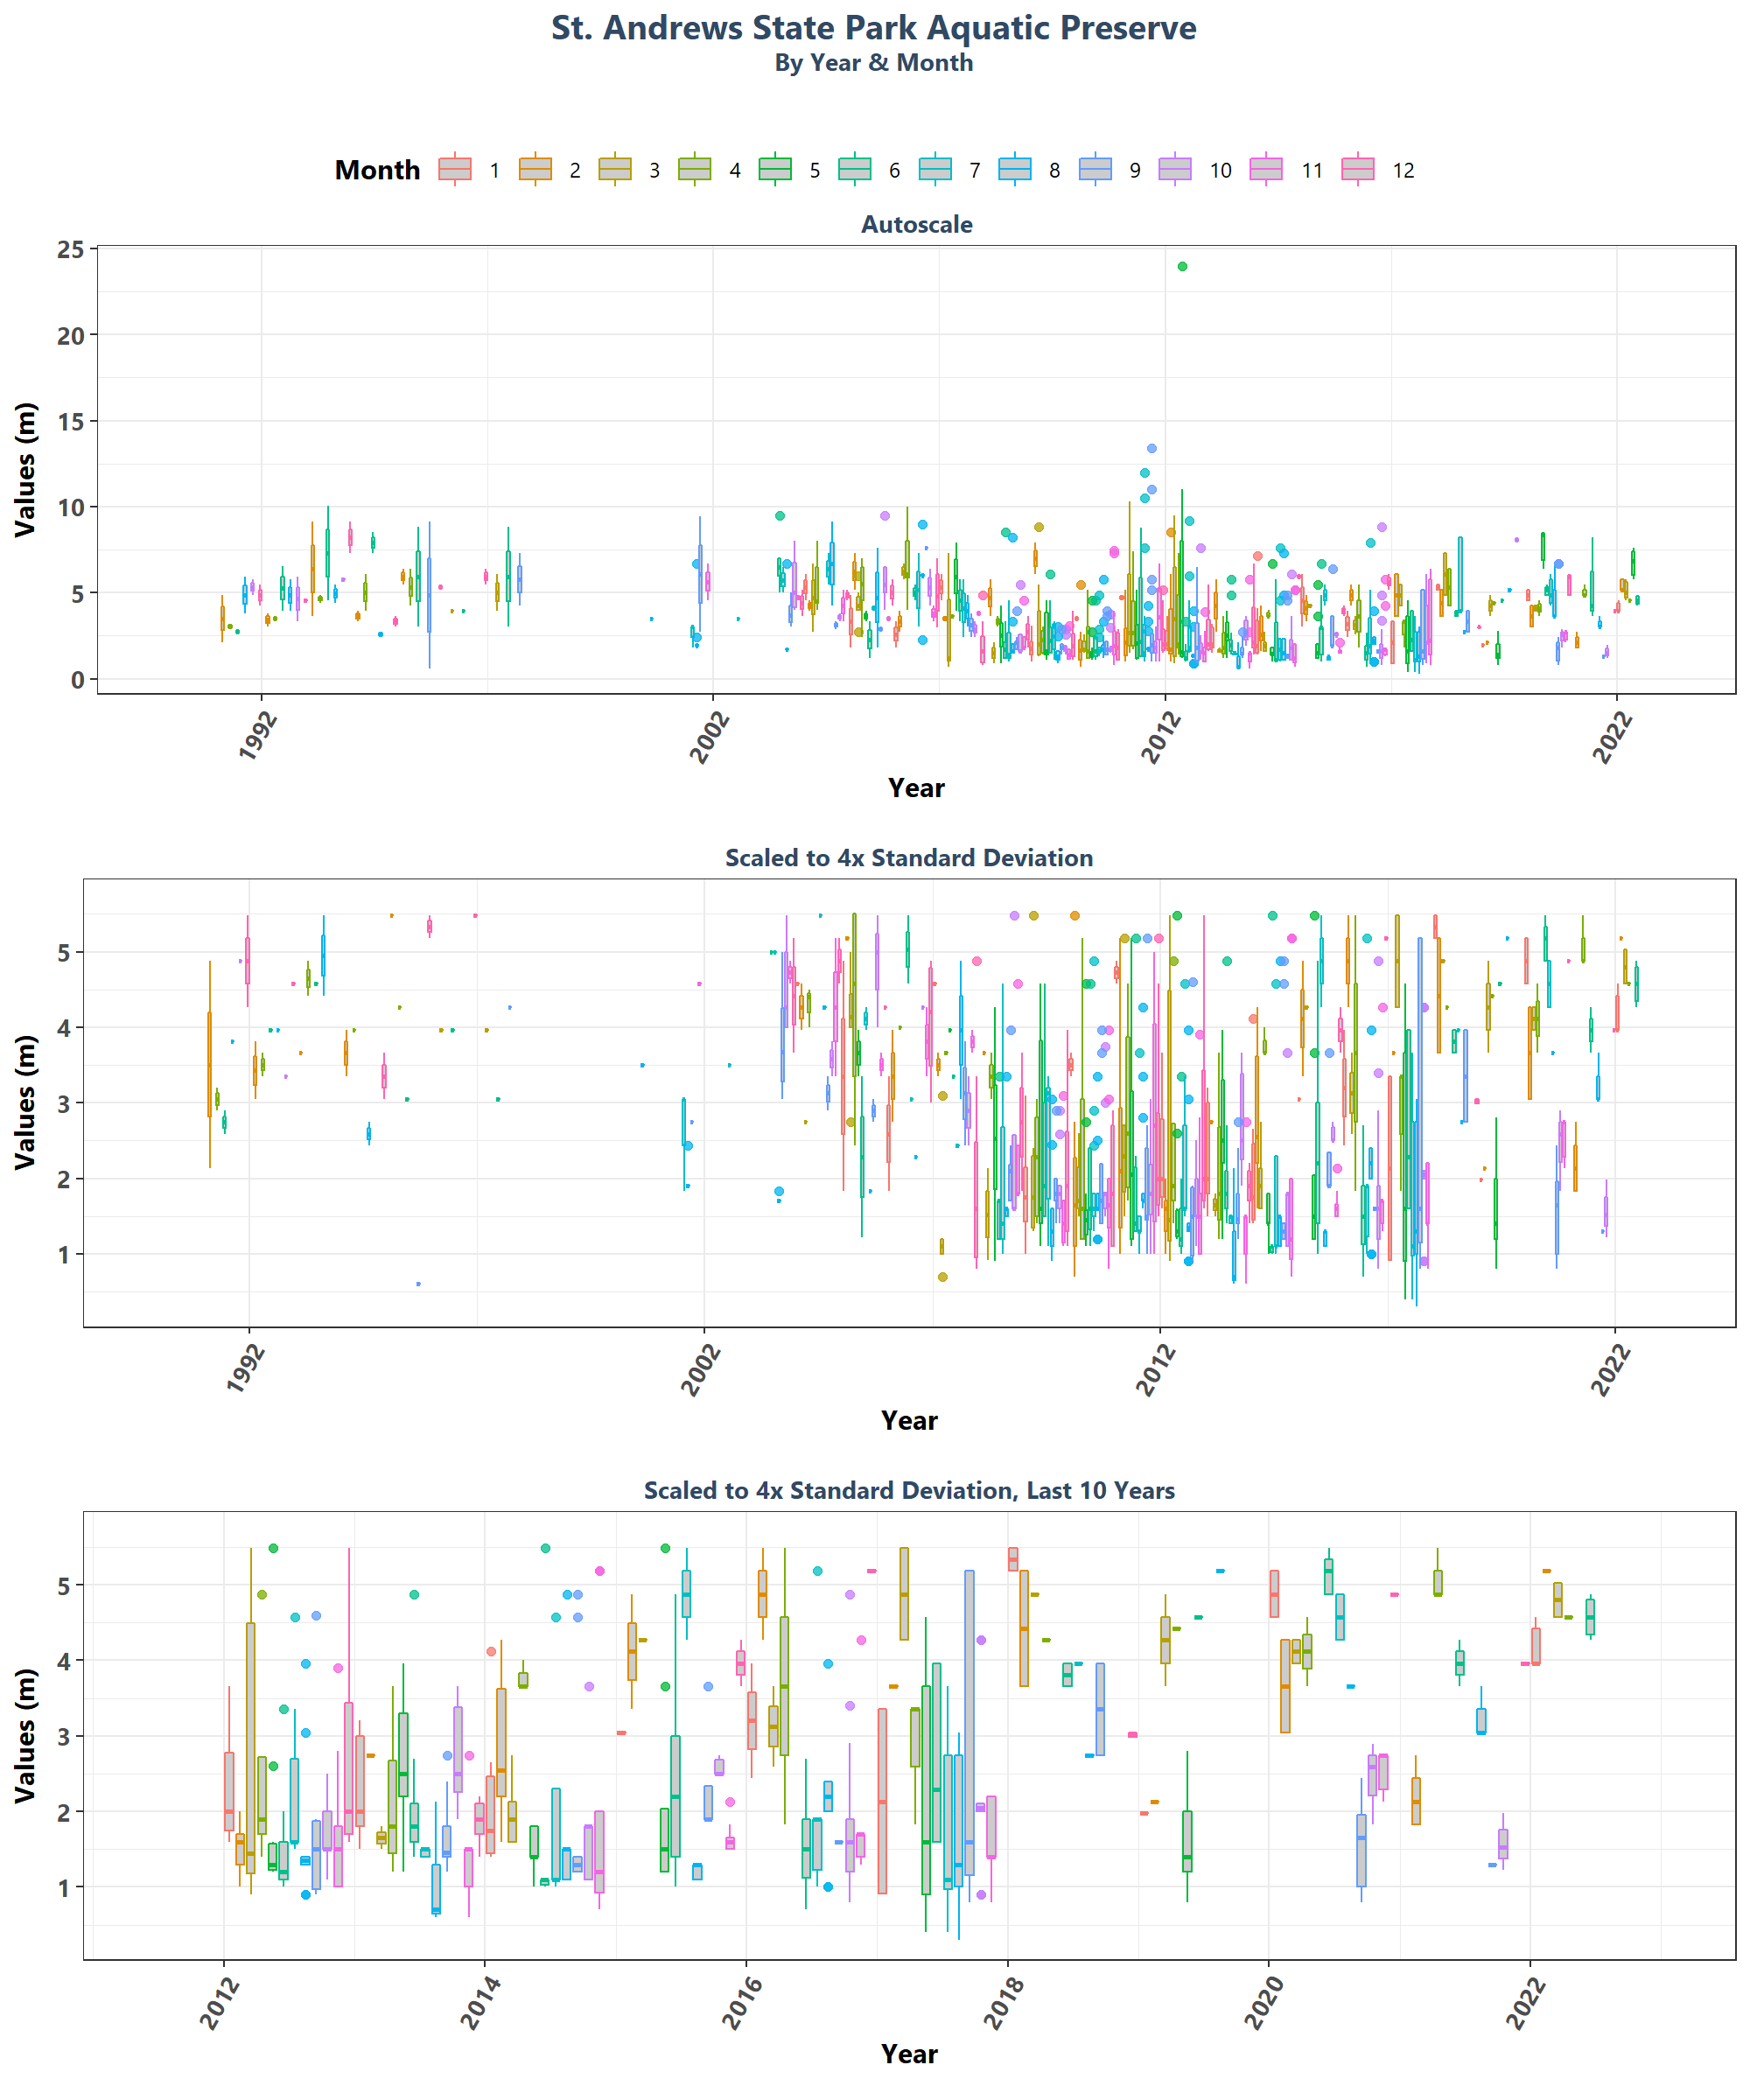 St. Andrews State Park Aquatic Preserve
By Year & Month
Month 1 2 3 4 5 6 7 8 9 10 11 12
Autoscale
25
20
15
10
5
0
Values (m)
1992 2002 2012 2022
Year
Scaled to 4x Standard Deviation
5
4
3
2
1
Values (m)
1992 2002 2012 2022
Year
Scaled to 4x Standard Deviation, Last 10 Years
5
4
3
2
1
Values (m)
2012 2014 2016 2018 2020 2022
Year